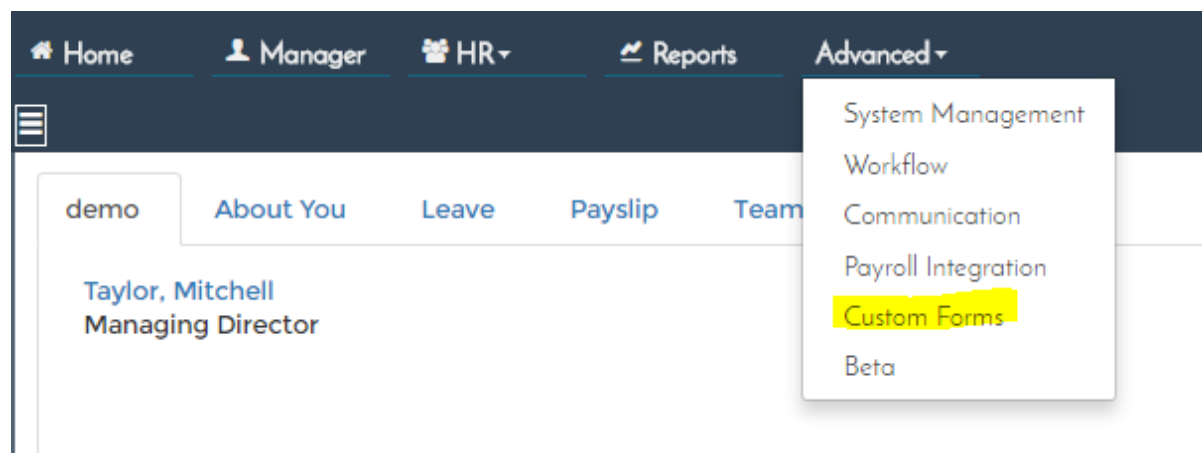 Home Manager HR Reports Advanced
System Management
Workflow
Communication
Payroll Integration
Custom Forms
Beta
demo About You Leave Payslip Team
Taylor, Mitchell
Managing Director